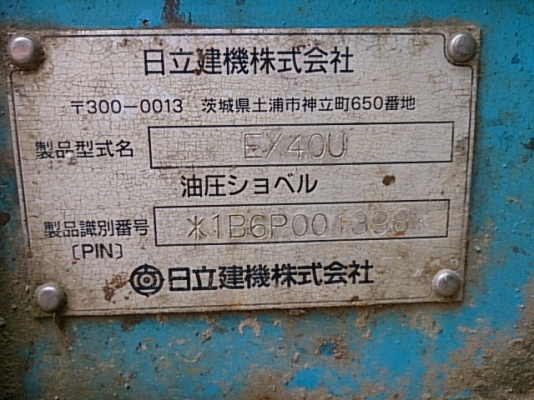 日立建機株式会社
〒300-0013 茨城県土浦市神立町650番地
製品型式名 EX40U
油圧ショベル
製品識別番号 *1B6P001398*
〔PIN〕
日立建機株式会社